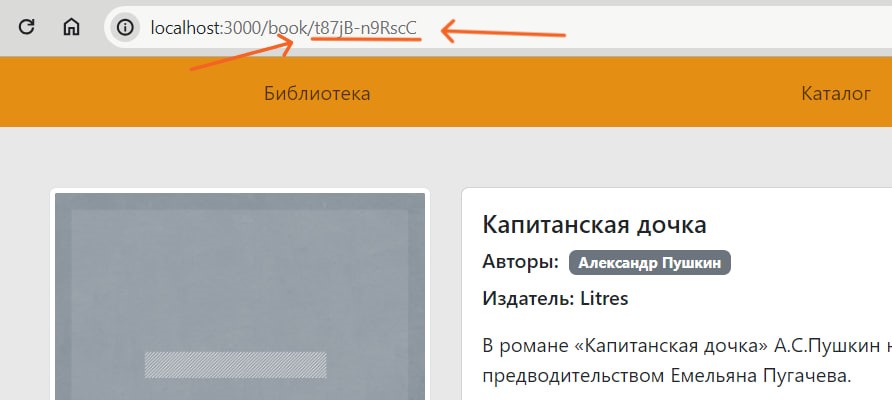 localhost:3000/book/t87jB-n9RscC
Библиотека Каталог
Капитанская дочка
Авторы: Александр Пушкин
Издатель: Litres
В романе «Капитанская дочка» А.С.Пушкин н
предводительством Емельяна Пугачева.